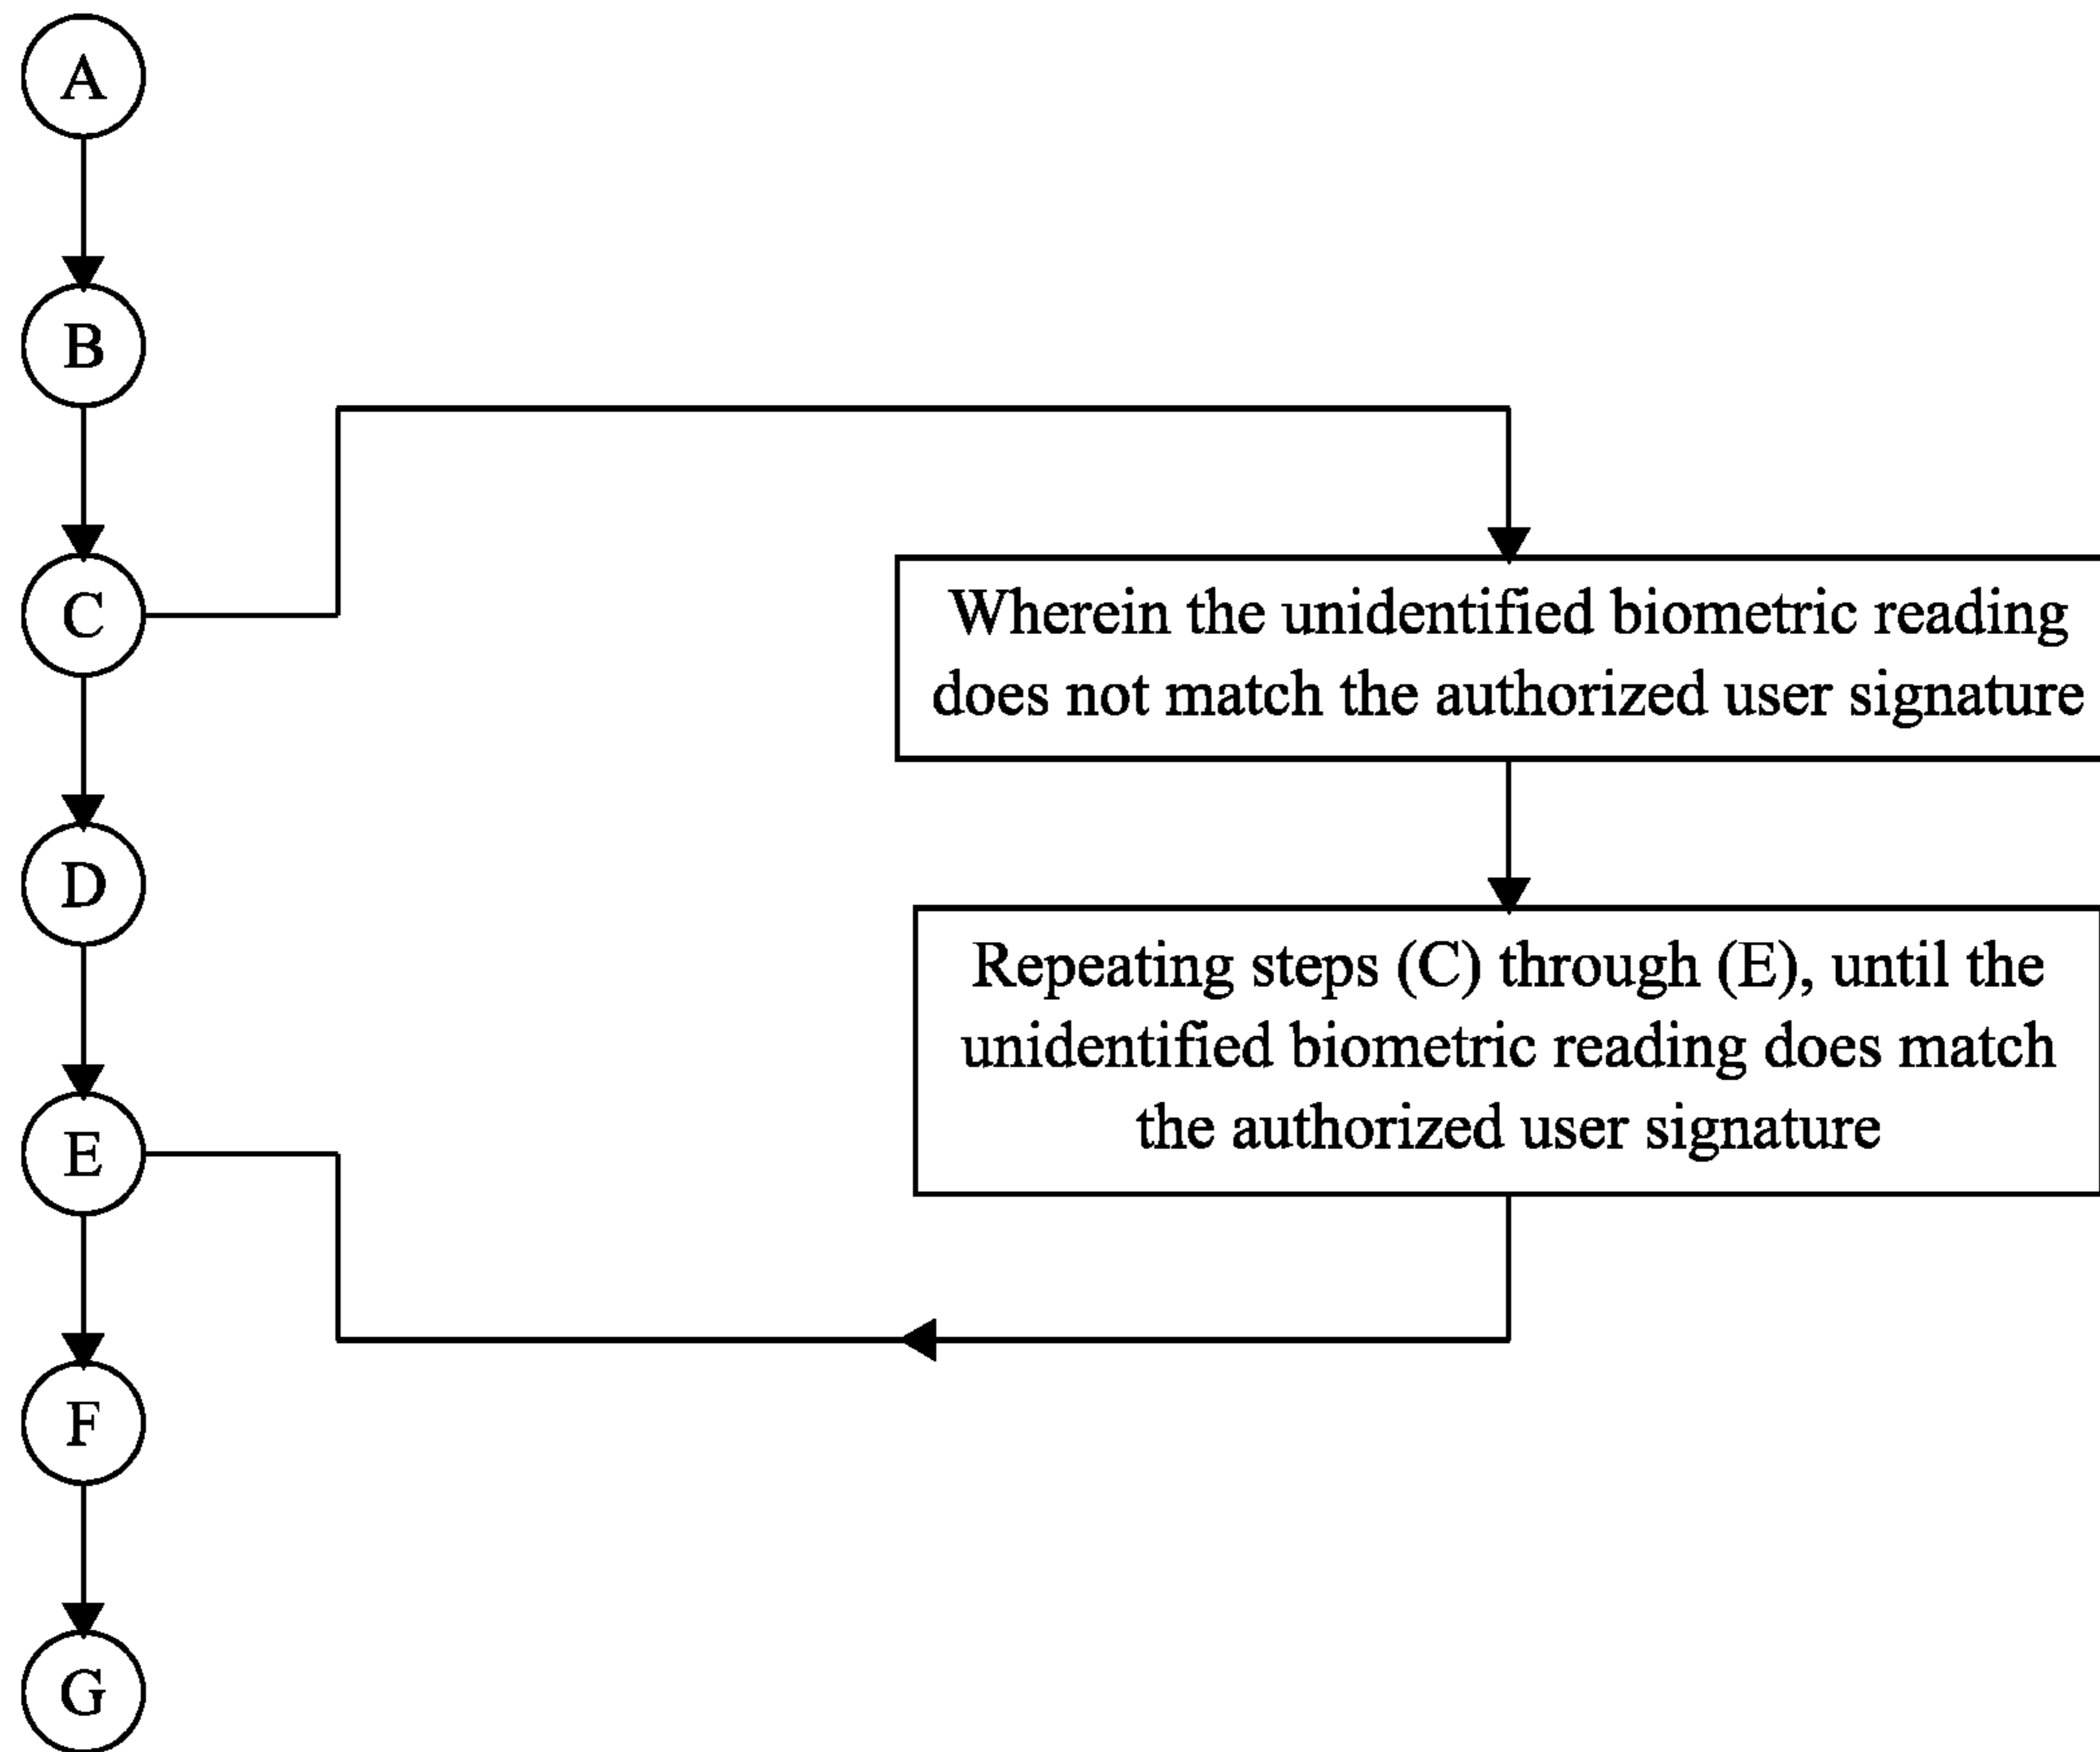 A
B
C
Wherein the unidentified biometric reading
does not match the authorized user signature
D
Repeating steps (C) through (E), until the
unidentified biometric reading does match
the authorized user signature
E
F
G